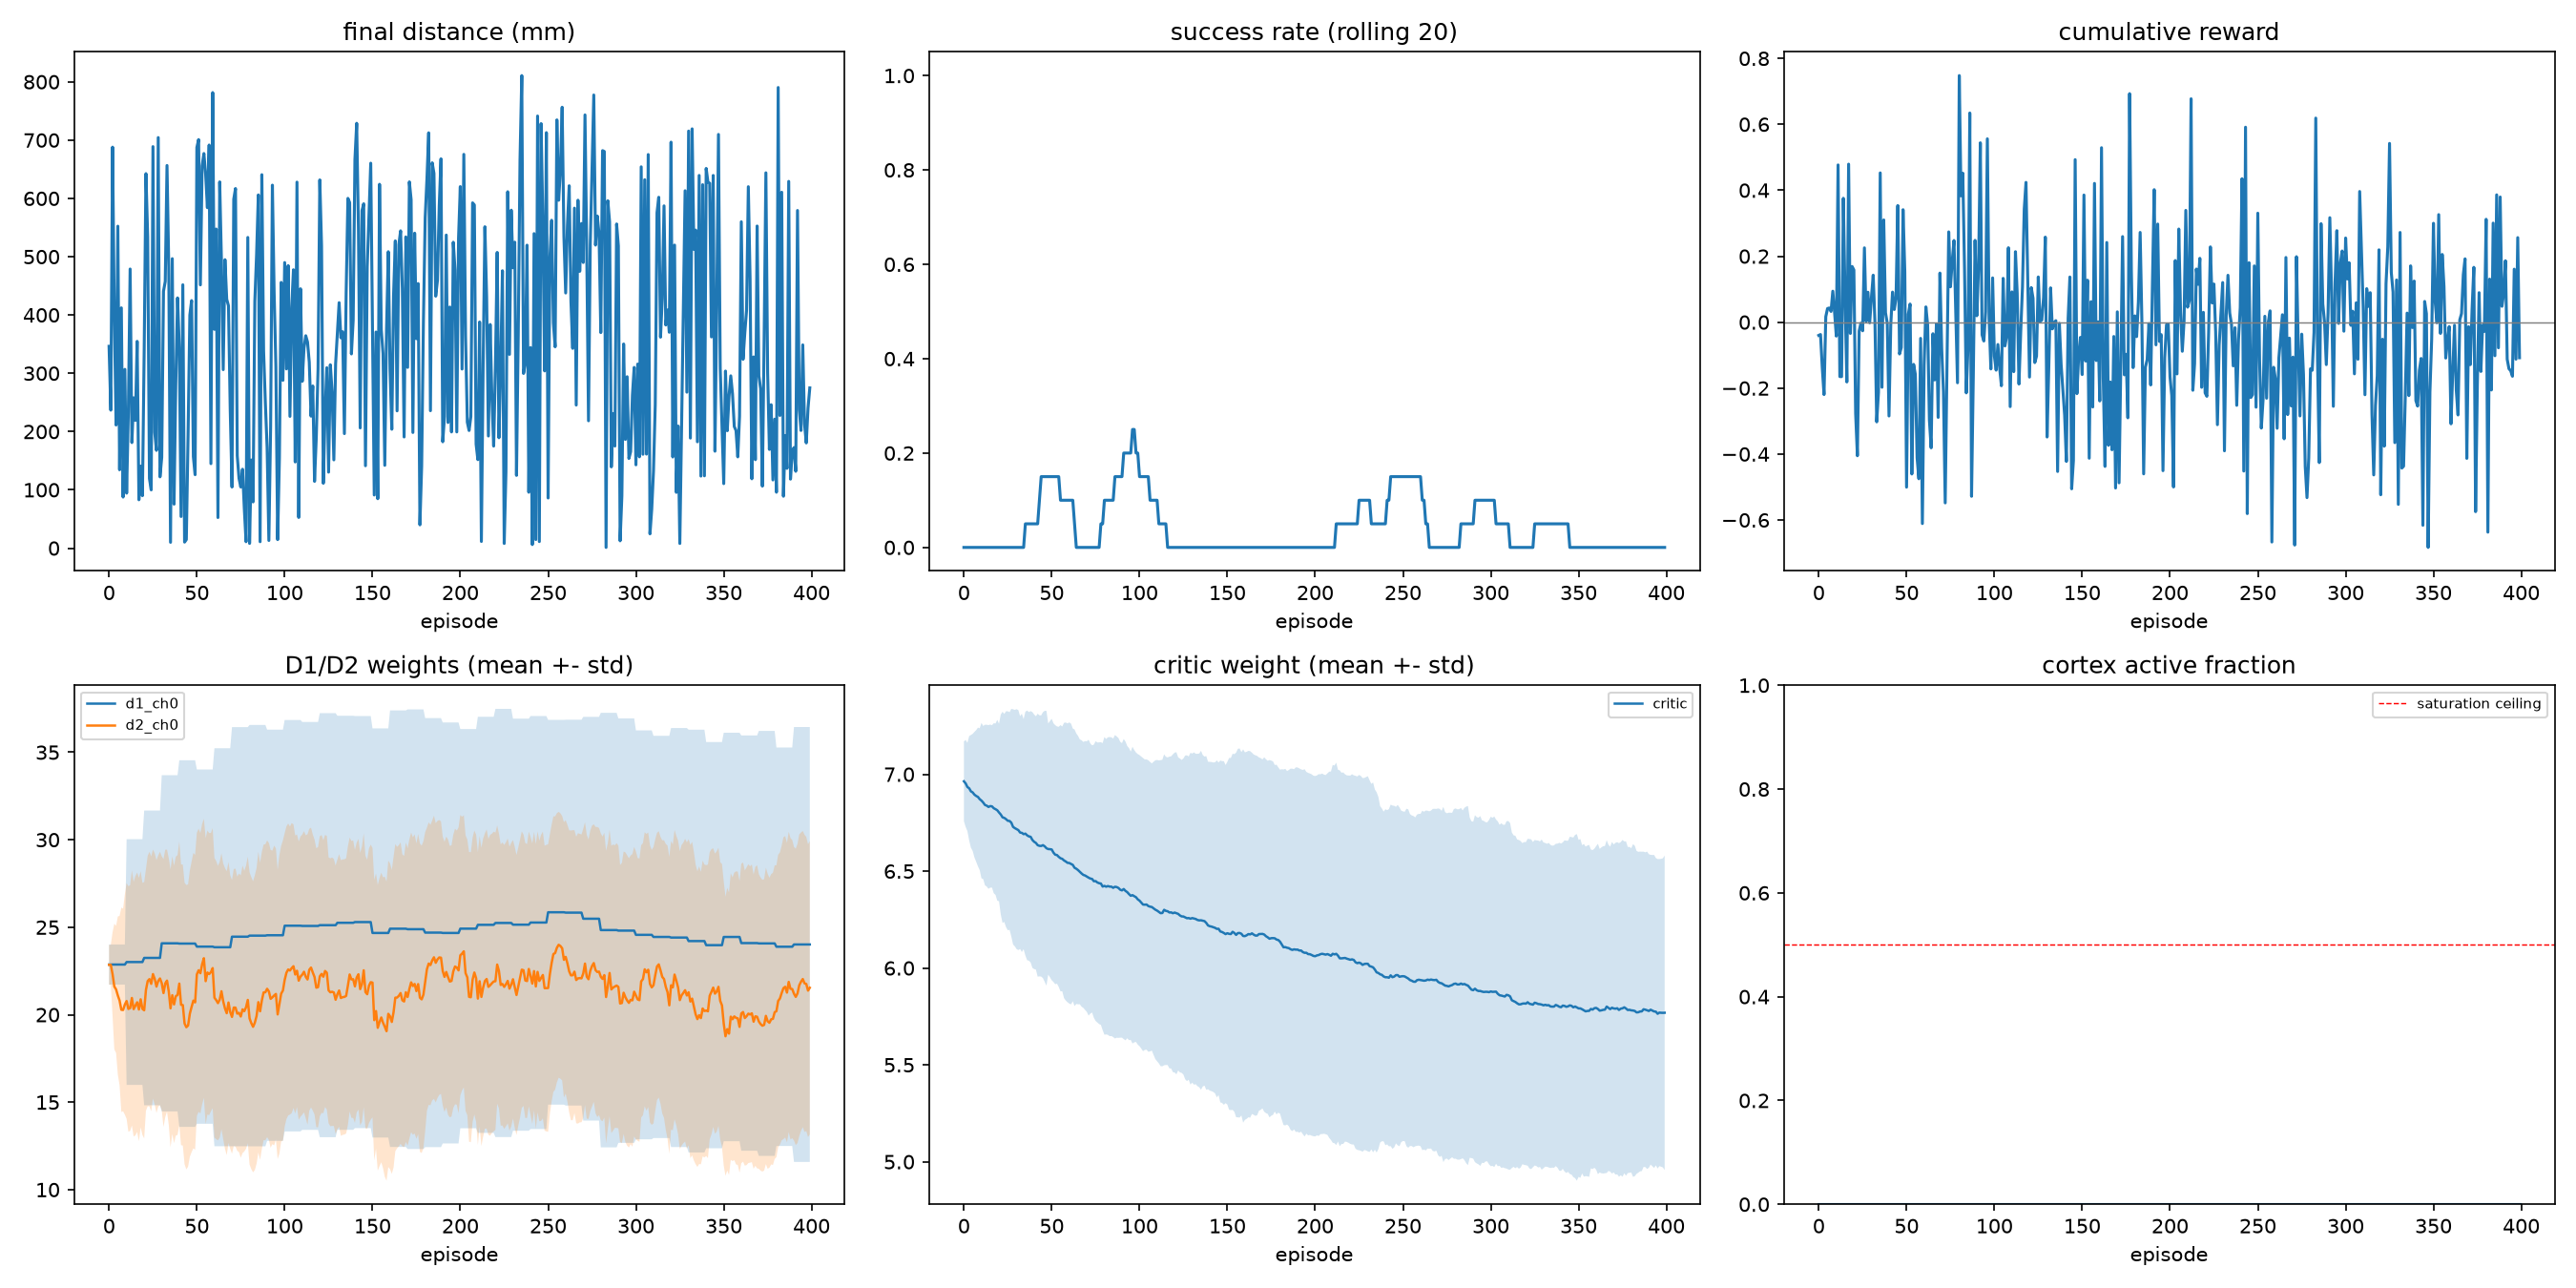 final distance (mm)
800
700
600
500
400
300
200
100
0
0 50 100 150 200 250 300 350 400
episode
success rate (rolling 20)
1.0
0.8
0.6
0.4
0.2
0.0
0 50 100 150 200 250 300 350 400
episode
cumulative reward
0.8
0.6
0.4
0.2
0.0
−0.2
−0.4
−0.6
0 50 100 150 200 250 300 350 400
episode
D1/D2 weights (mean +- std)
d1_ch0
d2_ch0
35
30
25
20
15
10
0 50 100 150 200 250 300 350 400
episode
critic weight (mean +- std)
critic
7.0
6.5
6.0
5.5
5.0
0 50 100 150 200 250 300 350 400
episode
cortex active fraction
saturation ceiling
1.0
0.8
0.6
0.4
0.2
0.0
0 50 100 150 200 250 300 350 400
episode